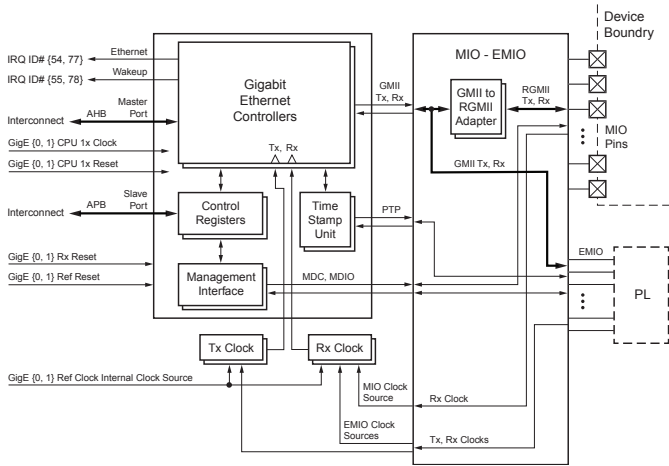 Device
Boundry
MIO - EMIO
Ethernet
IRQ ID# {54, 77}
Wakeup
IRQ ID# {55, 78}
Gigabit
Ethernet
Controllers
GMII
Tx, Rx
GMII to
RGMII
Adapter
RGMII
Tx, Rx
Master
Port
Interconnect
AHB
GigE {0, 1} CPU 1x Clock
GigE {0, 1} CPU 1x Reset
Tx, Rx
MIO
Pins
GMII Tx, Rx
Slave
Port
Interconnect
APB
Control
Registers
Time
Stamp
Unit
PTP
EMIO
GigE {0, 1} Rx Reset
GigE {0, 1} Ref Reset
Management
Interface
MDC, MDIO
PL
Tx Clock
Rx Clock
GigE {0, 1} Ref Clock Internal Clock Source
MIO Clock
Source
Rx Clock
EMIO Clock
Sources
Tx, Rx Clocks